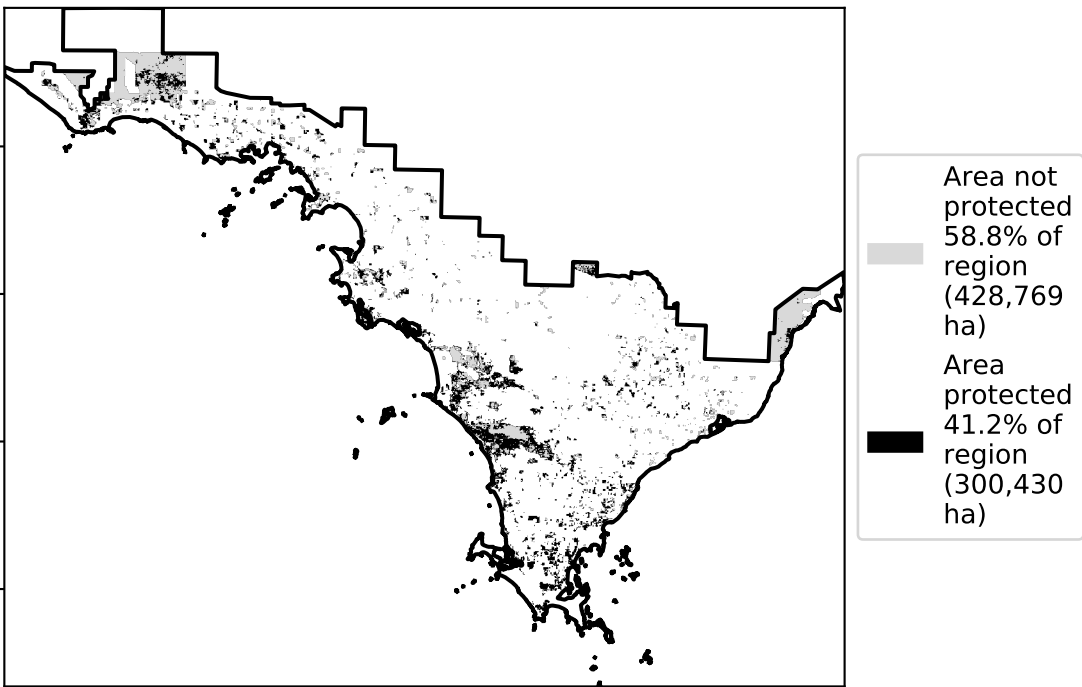 Area not
protected
58.8% of
region
(428,769
ha)
Area
protected
41.2% of
region
(300,430
ha)